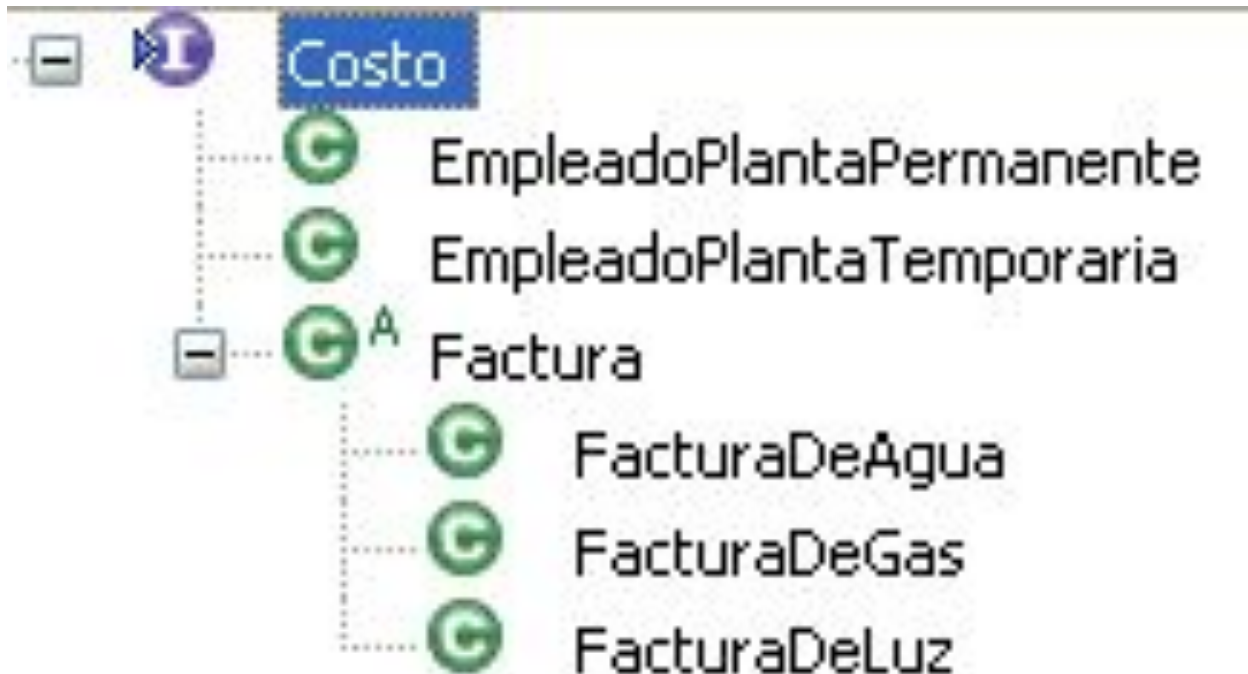 I Costo
C EmpleadoPlantaPermanente
C EmpleadoPlantaTemporaria
C A Factura
C FacturaDeAgua
C FacturaDeGas
C FacturaDeLuz